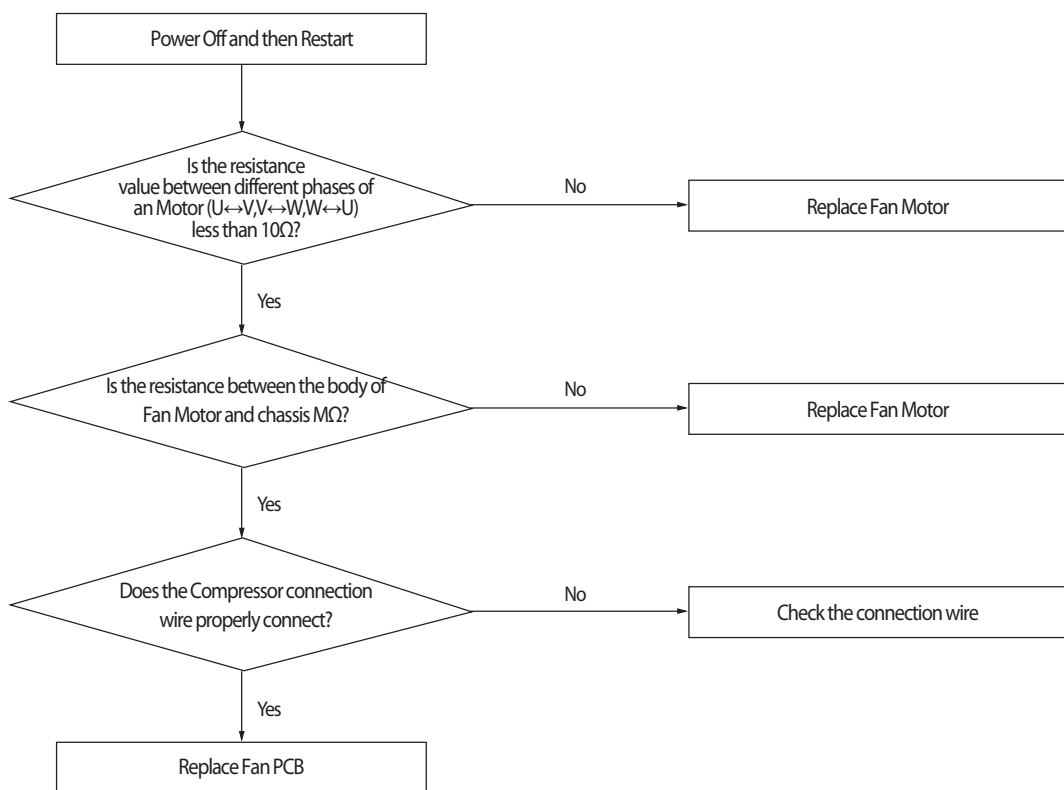 Power Off and then Restart
Is the resistance
value between different phases of
an Motor (U↔V,V↔W,W↔U)
less than 10Ω?
No
Replace Fan Motor
Yes
Is the resistance between the body of
Fan Motor and chassis MΩ?
No
Replace Fan Motor
Yes
Does the Compressor connection
wire properly connect?
No
Check the connection wire
Yes
Replace Fan PCB